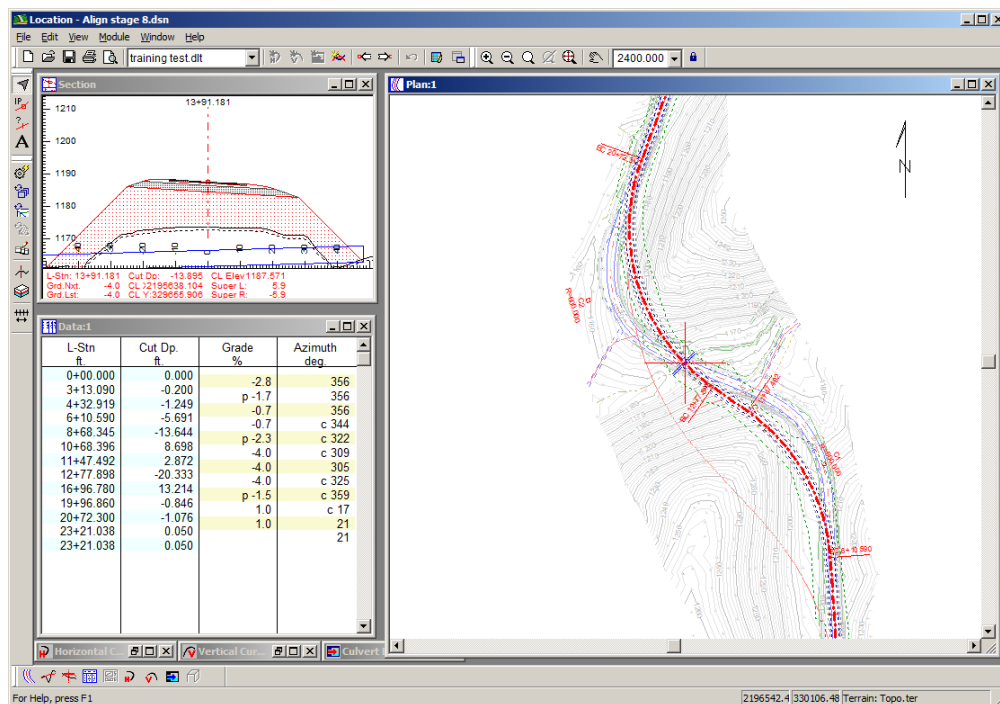 Location - Align stage 8.dsn
File Edit View Module Window Help
training test.dlt
2400.000
Section
13+91.181
1210
1200
1190
1180
1170
L-Stn: 13+91.181 Cut Dp: -13.895 CL Elev1187.571
Grd.Nxt. -4.0 CL X2196638.104 Super L: 5.9
Grd.Lst: -4.0 CL Y:329655.906 Super R: -5.9
Data:1
L-Stn Cut Dp. Grade Azimuth
ft. ft. % deg.
0+00.000 0.000
-2.8 356
3+13.090 -0.200
p -1.7 356
4+32.919 -1.249
-0.7 356
6+10.590 -5.691
-0.7 c 344
8+68.345 -13.644
p -2.3 c 322
10+68.396 8.698
-4.0 c 309
11+47.492 2.872
-4.0 305
12+77.898 -20.333
-4.0 c 325
16+96.780 13.214
p -1.5 c 359
19+96.860 -0.846
1.0 c 17
20+72.300 -1.076
1.0 21
23+21.038 0.050
21
23+21.038 0.050
Horizontal C...
Vertical Cur...
Culvert
Plan:1
N
R=600.000
C2
C1
For Help, press F1
2196542.4 330106.48 Terrain: Topo.ter